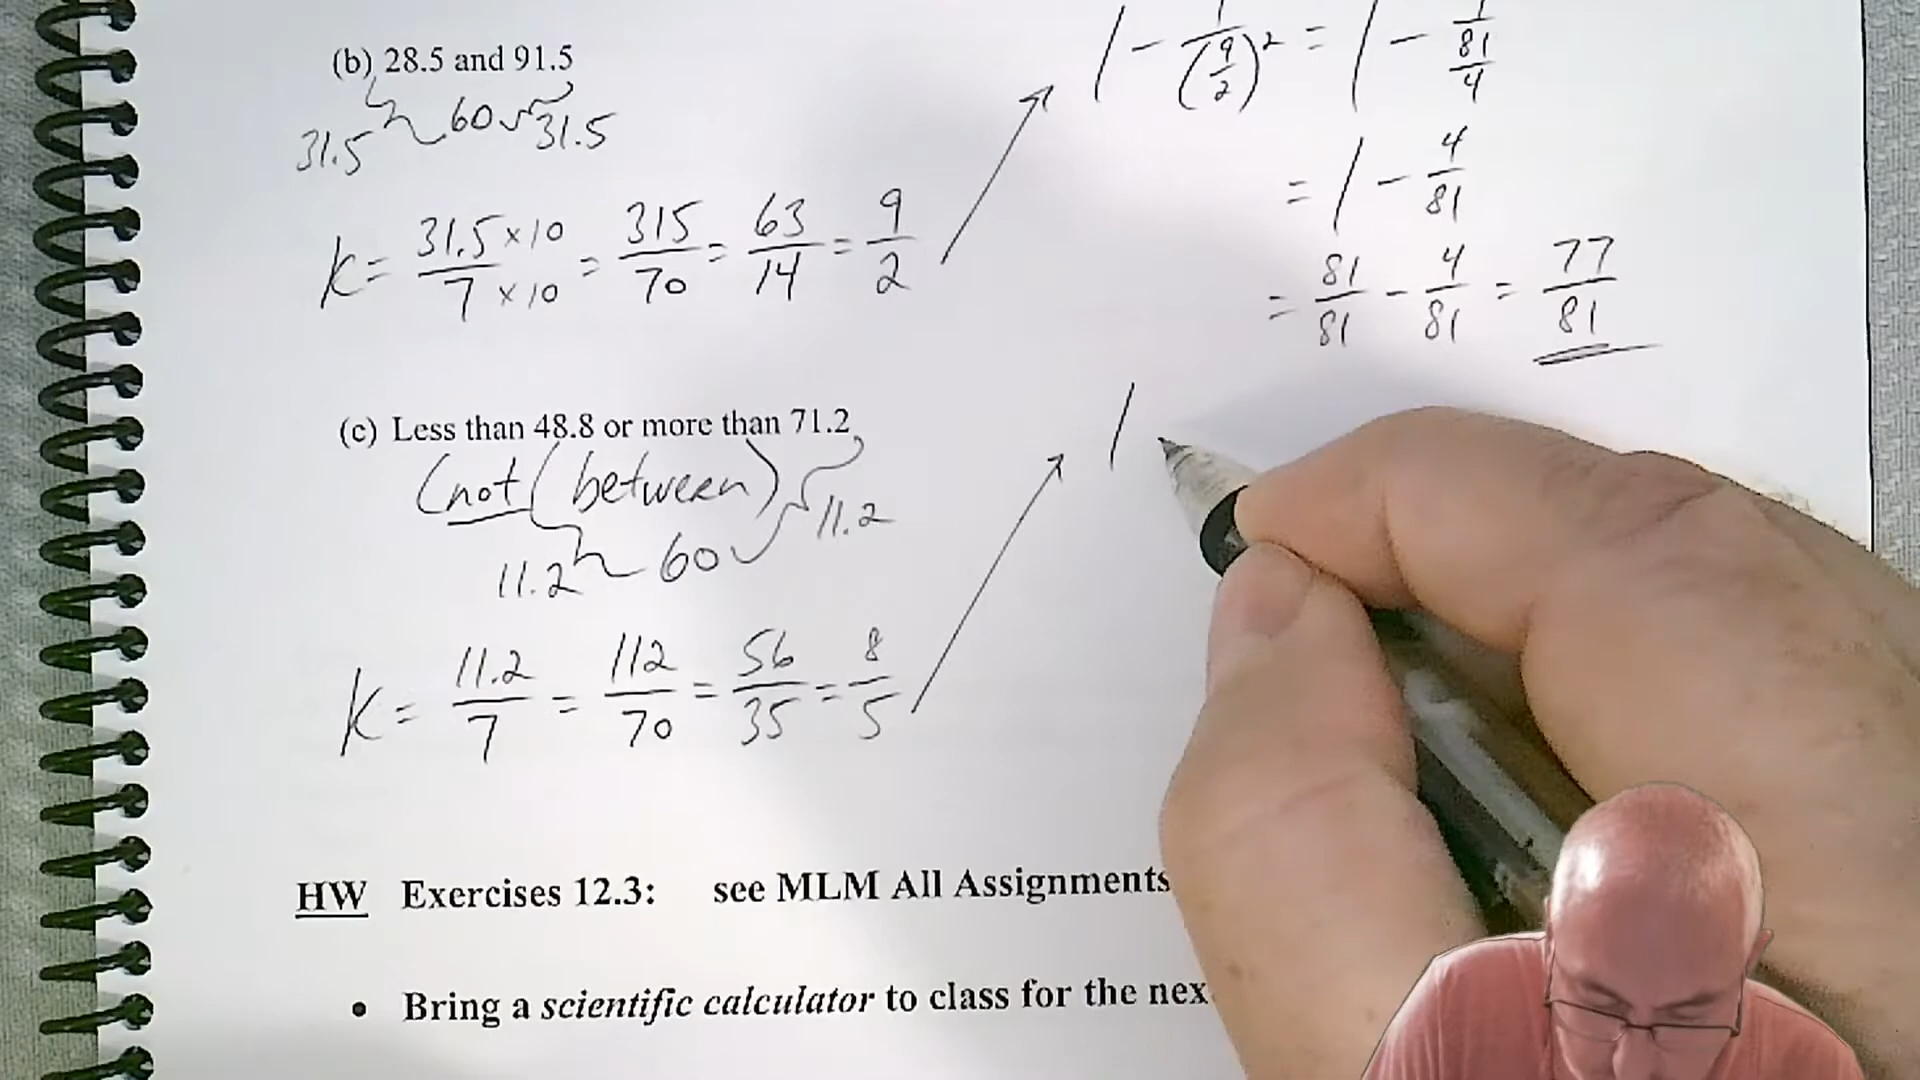 (b) 28.5 and 91.5
31.5 60 31.5
k = 31.5 × 10 / 7 × 10 = 315 / 70 = 63 / 14 = 9 / 2
1 - 1 / (9/2)² = 1 - 1 / (81/4)
= 1 - 4 / 81
= 81 / 81 - 4 / 81 = 77 / 81
(c) Less than 48.8 or more than 71.2
(not (between)
11.2 60 11.2
k = 11.2 / 7 = 112 / 70 = 56 / 35 = 8 / 5
1
HW Exercises 12.3: see MLM All Assignments
• Bring a scientific calculator to class for the nex